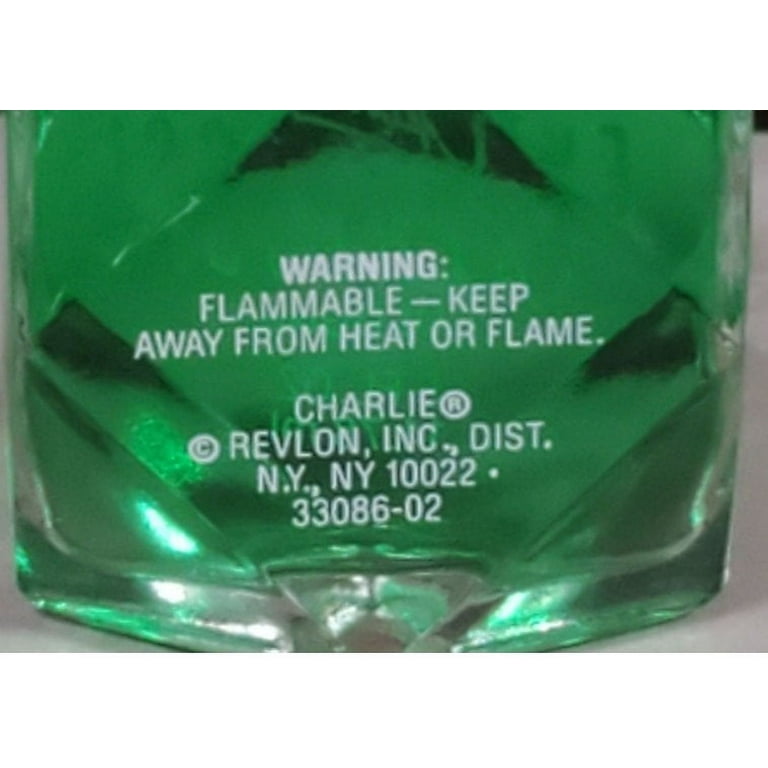 WARNING:
FLAMMABLE — KEEP
AWAY FROM HEAT OR FLAME.
CHARLIE®
© REVLON, INC., DIST.
N.Y., NY 10022 •
33086-02